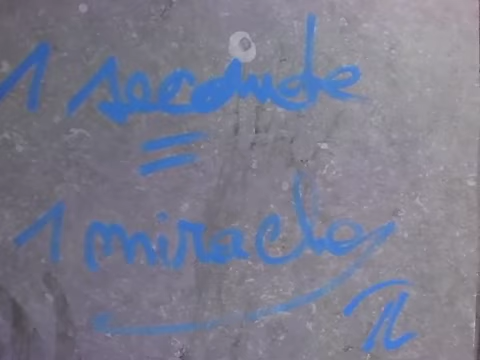 1 seconde
=
1 miracle
π